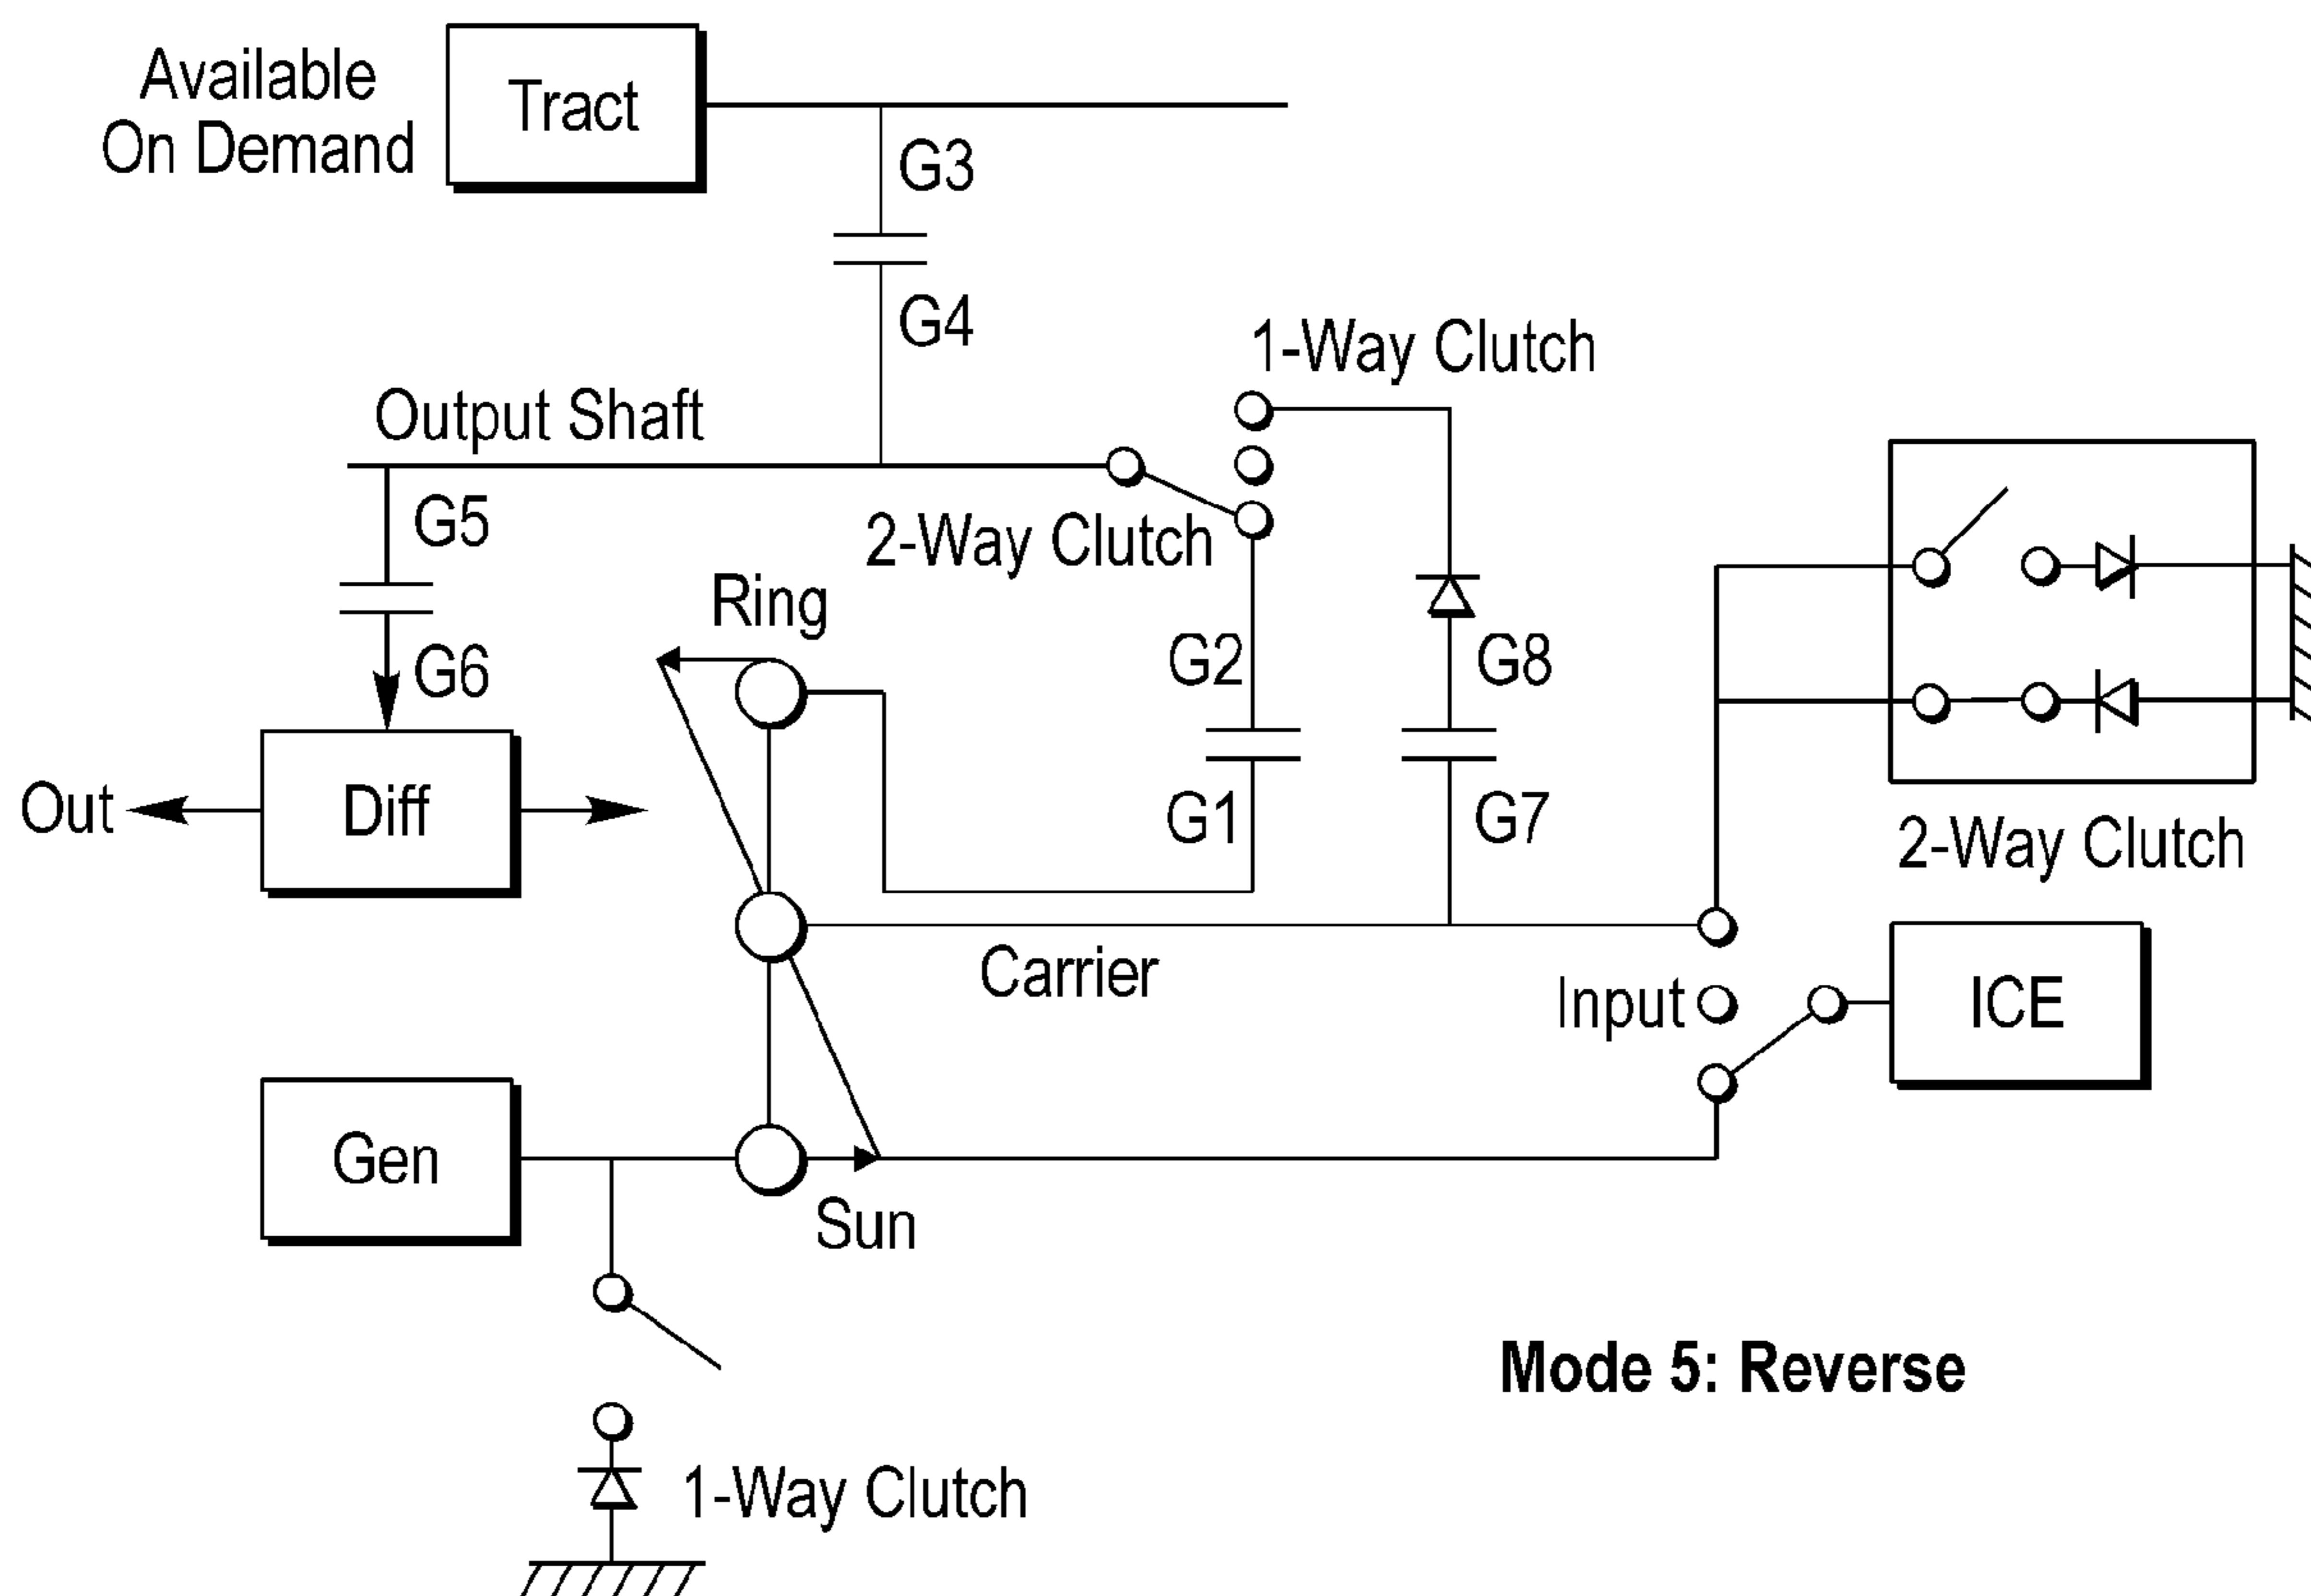 Available
On Demand
Tract
G3
G4
1-Way Clutch
Output Shaft
2-Way Clutch
G5
Ring
G6
G2
G8
Out
Diff
G1
G7
2-Way Clutch
Carrier
Input
ICE
Gen
Sun
Mode 5: Reverse
1-Way Clutch